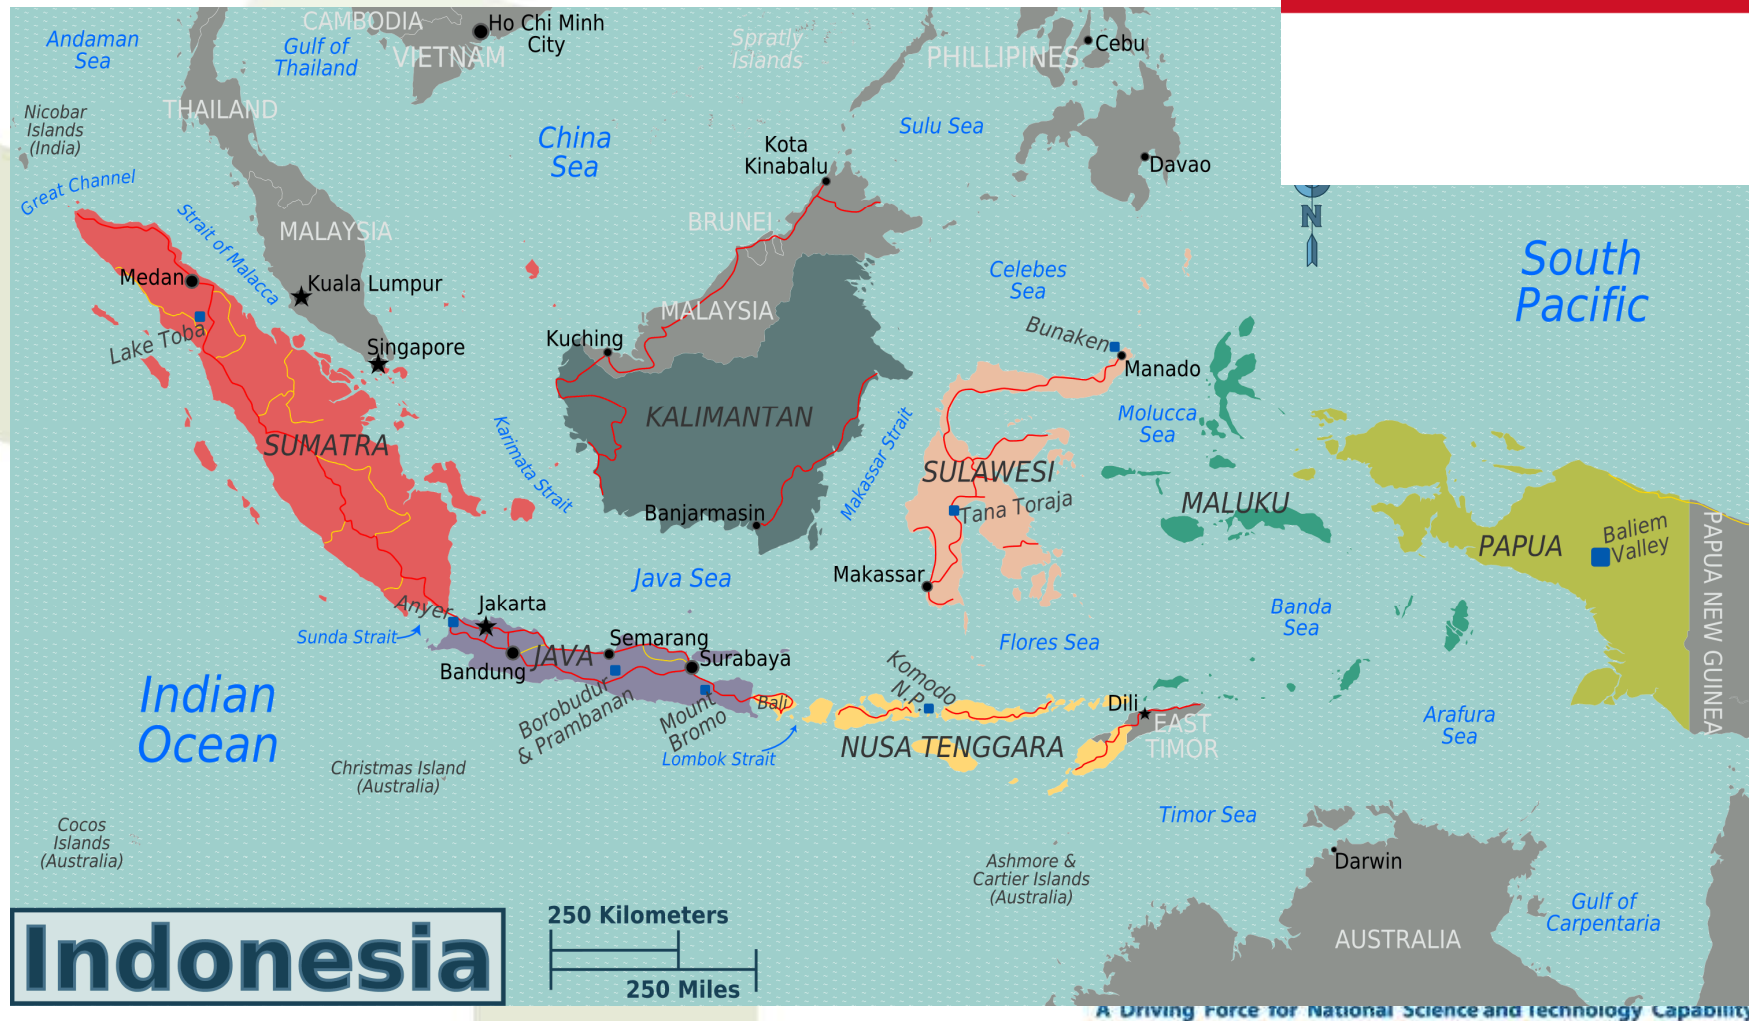 Andaman
Sea
CAMBODIA
Gulf of
Thailand
VIETNAM
Ho Chi Minh
City
Spratly
Islands
PHILLIPINES
Cebu
THAILAND
Nicobar
Islands
(India)
China
Sea
Sulu Sea
Kota
Kinabalu
Davao
Great Channel
Strait of Malacca
MALAYSIA
BRUNEI
N
South
Pacific
Medan
Kuala Lumpur
Celebes
Sea
MALAYSIA
Lake Toba
Singapore
Kuching
Bunaken
Manado
SUMATRA
Karimata Strait
KALIMANTAN
Makassar Strait
Molucca
Sea
SULAWESI
Tana Toraja
MALUKU
Banjarmasin
PAPUA
Baliem
Valley
PAPUA NEW GUINEA
Java Sea
Makassar
Anyer
Jakarta
Sunda Strait
Banda
Sea
Flores Sea
Semarang
JAVA
Surabaya
Bandung
Borobudur
& Prambanan
Mount
Bromo
Bali
Komodo
N.P.
Dili
EAST
TIMOR
Indian
Ocean
NUSA TENGGARA
Lombok Strait
Arafura
Sea
Christmas Island
(Australia)
Timor Sea
Cocos
Islands
(Australia)
Ashmore &
Cartier Islands
(Australia)
Darwin
Gulf of
Carpentaria
AUSTRALIA
Indonesia
250 Kilometers
250 Miles
A Driving Force for National Science and Technology Capability